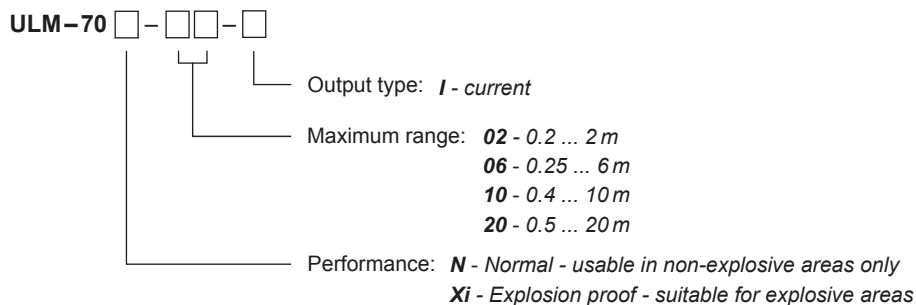 ULM–70 □ – □□ – □
Output type: I - current
Maximum range: 02 - 0.2 ... 2 m
06 - 0.25 ... 6 m
10 - 0.4 ... 10 m
20 - 0.5 ... 20 m
Performance: N - Normal - usable in non-explosive areas only
Xi - Explosion proof - suitable for explosive areas